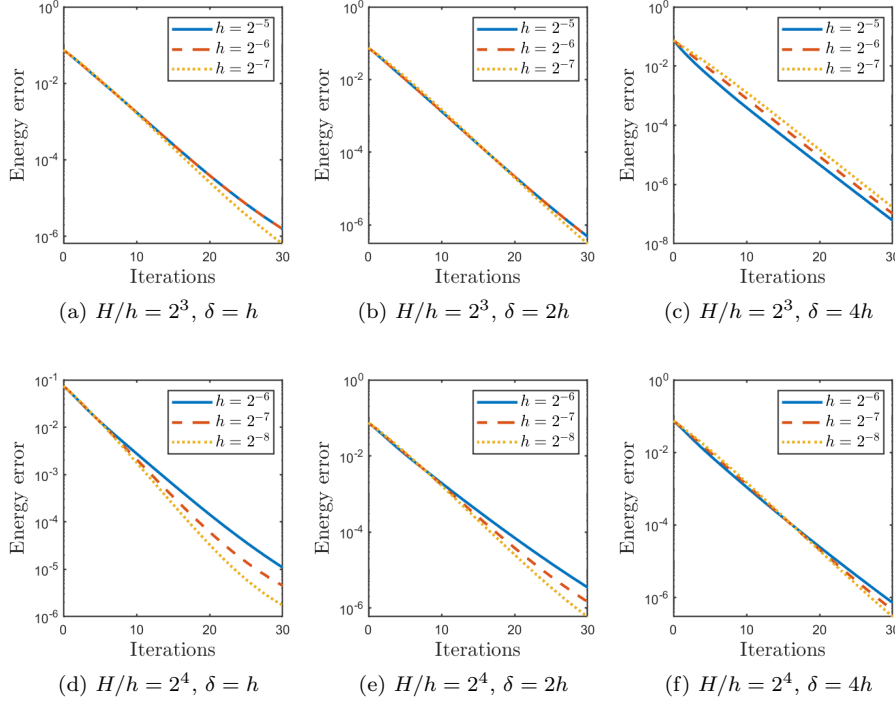 10^0
10^-2
10^-4
10^-6
0 10 20 30
Energy error
Iterations
h = 2^-5
h = 2^-6
h = 2^-7
(a) H/h = 2^3, δ = h
10^0
10^-2
10^-4
10^-6
0 10 20 30
Energy error
Iterations
h = 2^-5
h = 2^-6
h = 2^-7
(b) H/h = 2^3, δ = 2h
10^0
10^-2
10^-4
10^-6
10^-8
0 10 20 30
Energy error
Iterations
h = 2^-5
h = 2^-6
h = 2^-7
(c) H/h = 2^3, δ = 4h
10^-1
10^-2
10^-3
10^-4
10^-5
10^-6
0 10 20 30
Energy error
Iterations
h = 2^-6
h = 2^-7
h = 2^-8
(d) H/h = 2^4, δ = h
10^0
10^-2
10^-4
10^-6
0 10 20 30
Energy error
Iterations
h = 2^-6
h = 2^-7
h = 2^-8
(e) H/h = 2^4, δ = 2h
10^0
10^-2
10^-4
10^-6
0 10 20 30
Energy error
Iterations
h = 2^-6
h = 2^-7
h = 2^-8
(f) H/h = 2^4, δ = 4h